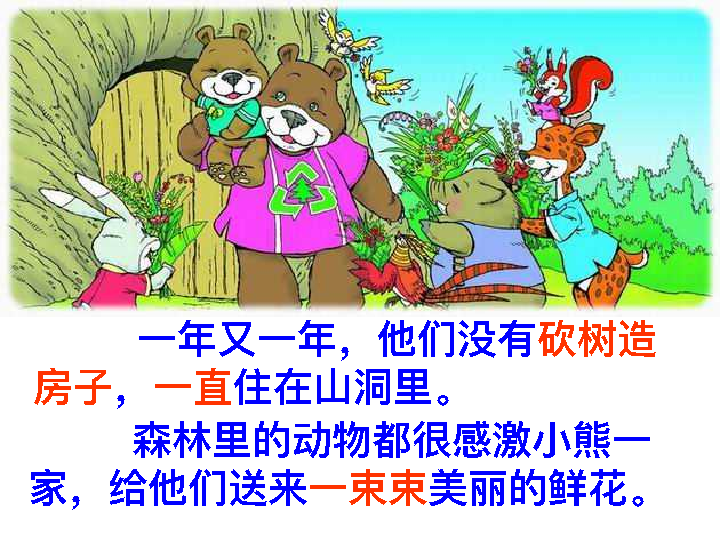 一年又一年，他们没有砍树造
房子，一直住在山洞里。
森林里的动物都很感激小熊一
家，给他们送来一束束美丽的鲜花。